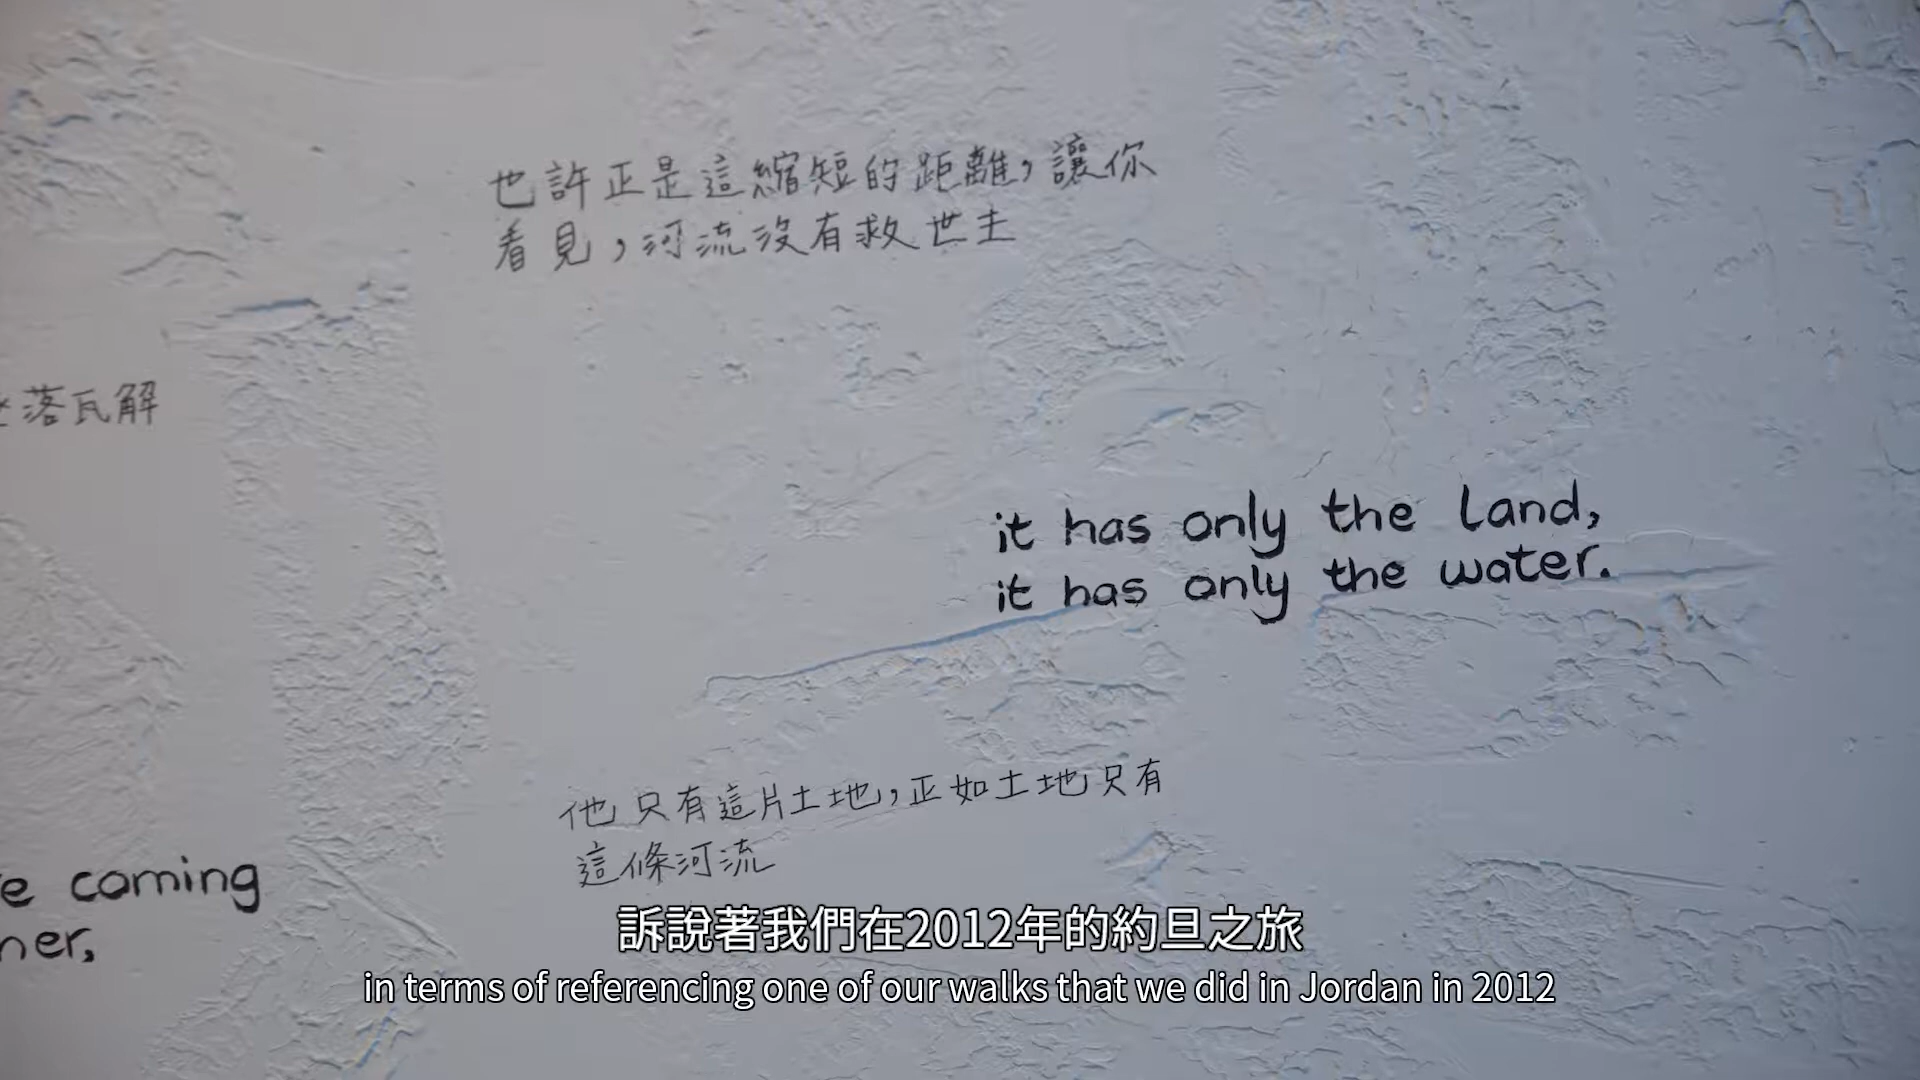 也許正是這縮短的距離，讓你
看見，河流沒有救世主
落瓦解
it has only the land,
it has only the water.
他只有這片土地，正如土地只有
這條河流
coming
訴說著我們在2012年的約旦之旅
in terms of referencing one of our walks that we did in Jordan in 2012